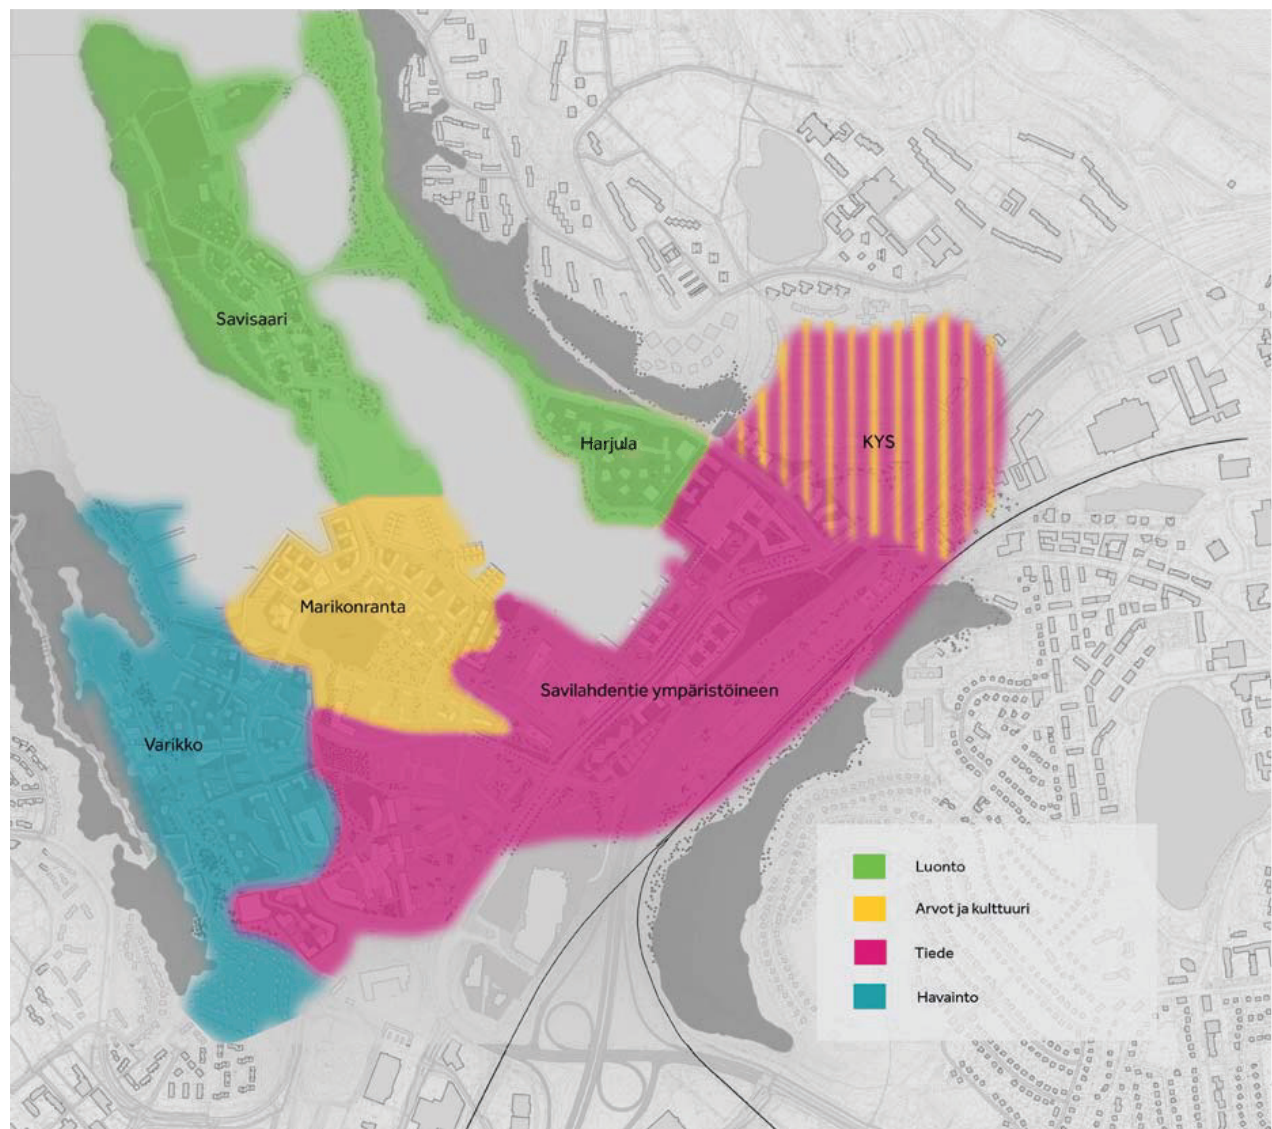 Savisaari
Harjula
KYS
Marikonranta
Savilahdentie ympäristöineen
Varikko
Luonto
Arvot ja kulttuuri
Tiede
Havainto